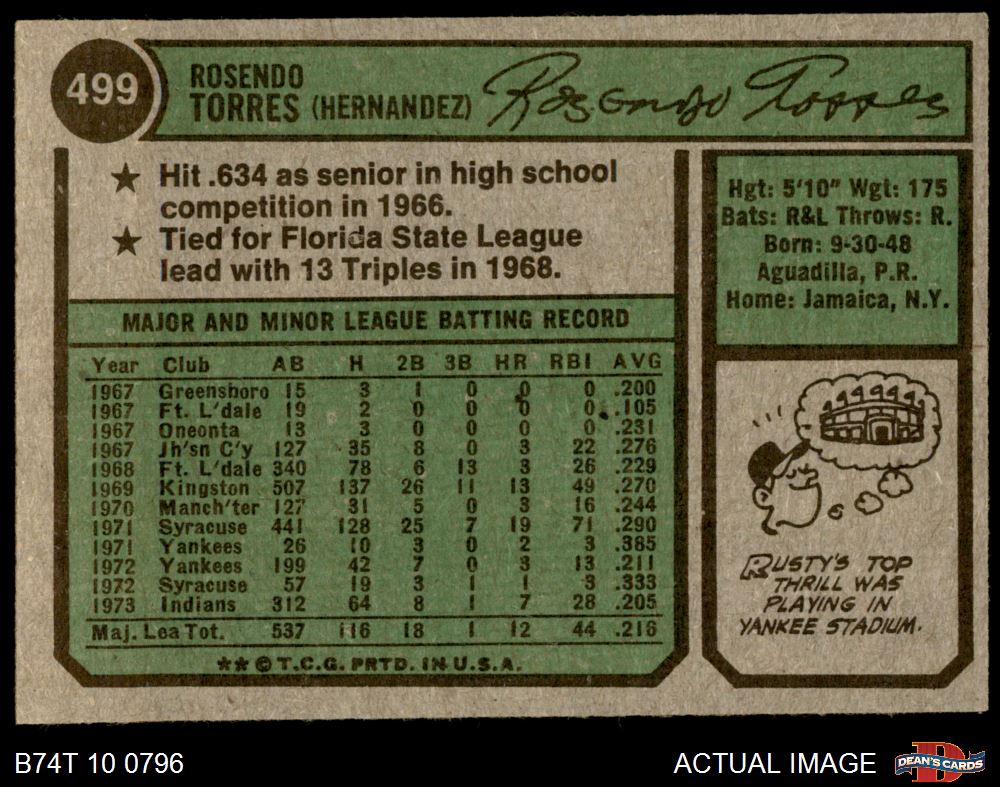 499
ROSENDO
TORRES (HERNANDEZ)
Rosendo Torres
★ Hit .634 as senior in high school
competition in 1966.
★ Tied for Florida State League
lead with 13 Triples in 1968.
Hgt: 5'10" Wgt: 175
Bats: R&L Throws: R.
Born: 9-30-48
Aguadilla, P.R.
Home: Jamaica, N.Y.
MAJOR AND MINOR LEAGUE BATTING RECORD
Year Club AB H 2B 3B HR RBI AVG
1967 Greensboro 15 3 1 0 0 0 .200
1967 Ft. L'dale 19 2 0 0 0 0 .105
1967 Oneonta 13 3 0 0 0 0 .231
1967 Jh'sn C'y 127 35 8 0 3 22 .276
1968 Ft. L'dale 340 78 6 13 3 26 .229
1969 Kingston 507 137 26 11 13 49 .270
1970 Manch'ter 127 31 5 0 3 16 .244
1971 Syracuse 441 128 25 7 19 71 .290
1971 Yankees 26 10 3 0 2 3 .385
1972 Yankees 199 42 7 0 3 13 .211
1972 Syracuse 57 19 3 1 1 3 .333
1973 Indians 312 64 8 1 7 28 .205
Maj. Lea Tot. 537 116 18 1 12 44 .216
★★ © T.C.G. PRTD. IN U.S.A.
RUSTY'S TOP
THRILL WAS
PLAYING IN
YANKEE STADIUM.
B74T 10 0796
ACTUAL IMAGE
D
DEAN'S CARDS